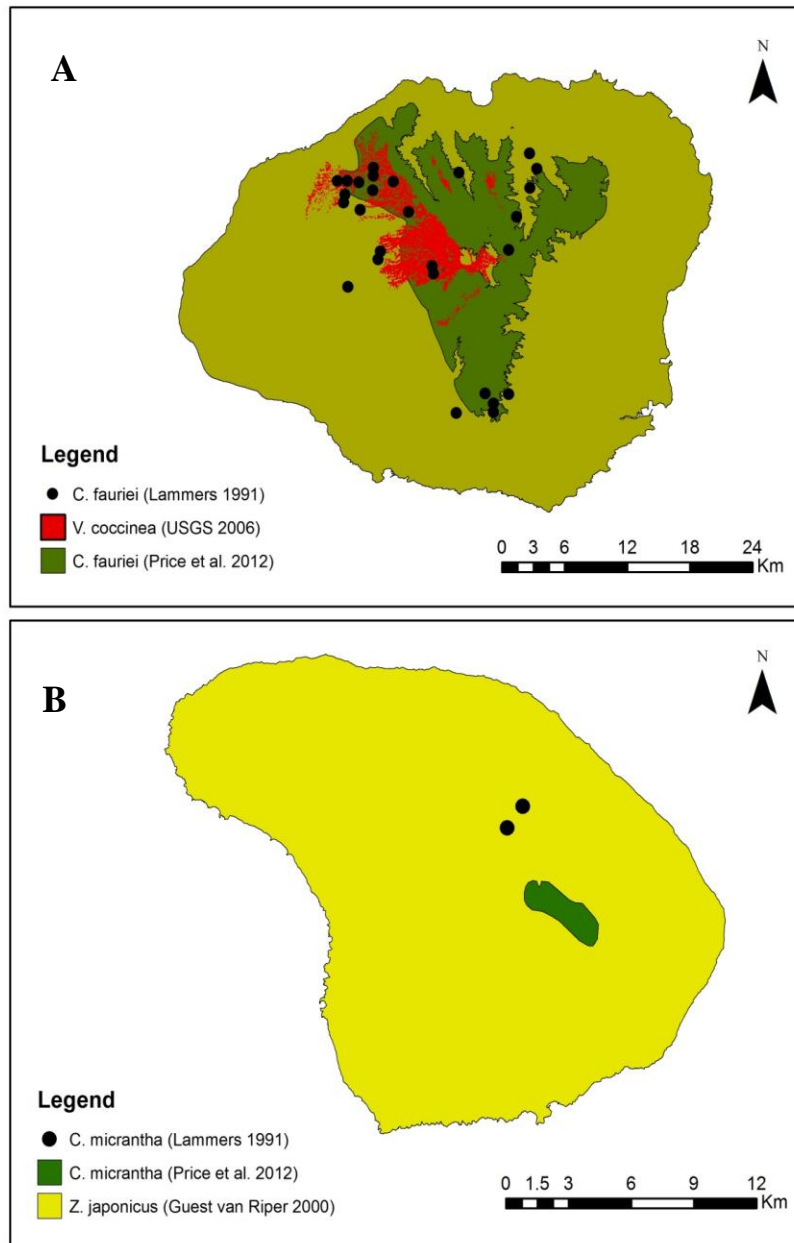 A
N
Legend
C. fauriei (Lammers 1991)
V. coccinea (USGS 2006)
C. fauriei (Price et al. 2012)
0 3 6 12 18 24
Km
B
N
Legend
C. micrantha (Lammers 1991)
C. micrantha (Price et al. 2012)
Z. japonicus (Guest van Riper 2000)
0 1.5 3 6 9 12
Km